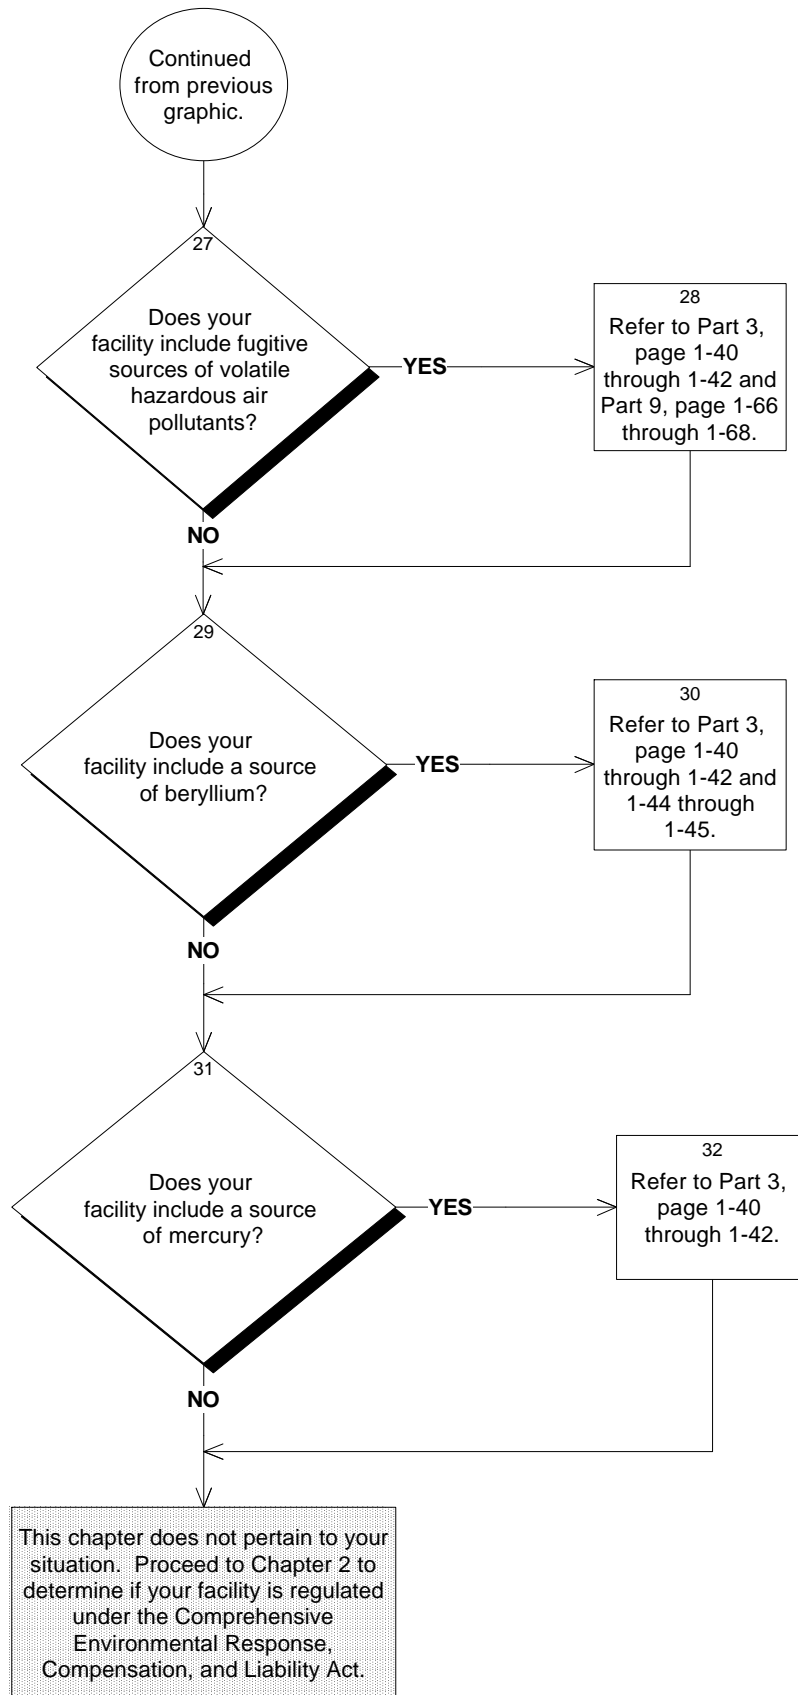 Continued
from previous
graphic.
27
Does your
facility include fugitive
sources of volatile
hazardous air
pollutants?
YES
28
Refer to Part 3,
page 1-40
through 1-42 and
Part 9, page 1-66
through 1-68.
NO
29
Does your
facility include a source
of beryllium?
YES
30
Refer to Part 3,
page 1-40
through 1-42 and
1-44 through
1-45.
NO
31
Does your
facility include a source
of mercury?
YES
32
Refer to Part 3,
page 1-40
through 1-42.
NO
This chapter does not pertain to your
situation.  Proceed to Chapter 2 to
determine if your facility is regulated
under the Comprehensive
Environmental Response,
Compensation, and Liability Act.